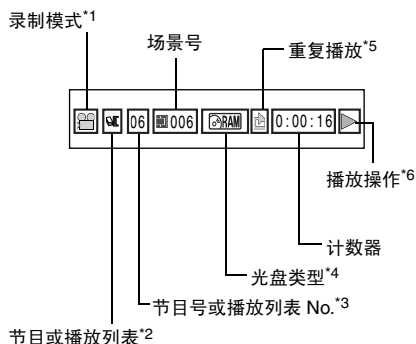 录制模式*1
场景号
重复播放*5
06
006
RAM
0:00:16
播放操作*6
计数器
光盘类型*4
节目号或播放列表 No.*3
节目或播放列表*2